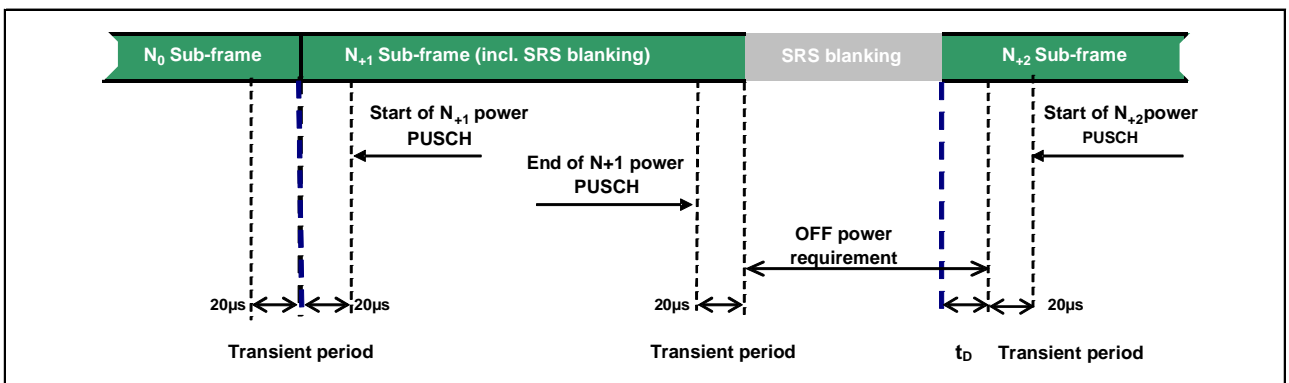 N0 Sub-frame
N+1 Sub-frame (incl. SRS blanking)
SRS blanking
N+2 Sub-frame
Start of N+1 power
PUSCH
Start of N+2power
PUSCH
End of N+1 power
PUSCH
OFF power
requirement
20µs
20µs
20µs
20µs
Transient period
Transient period
tD
Transient period